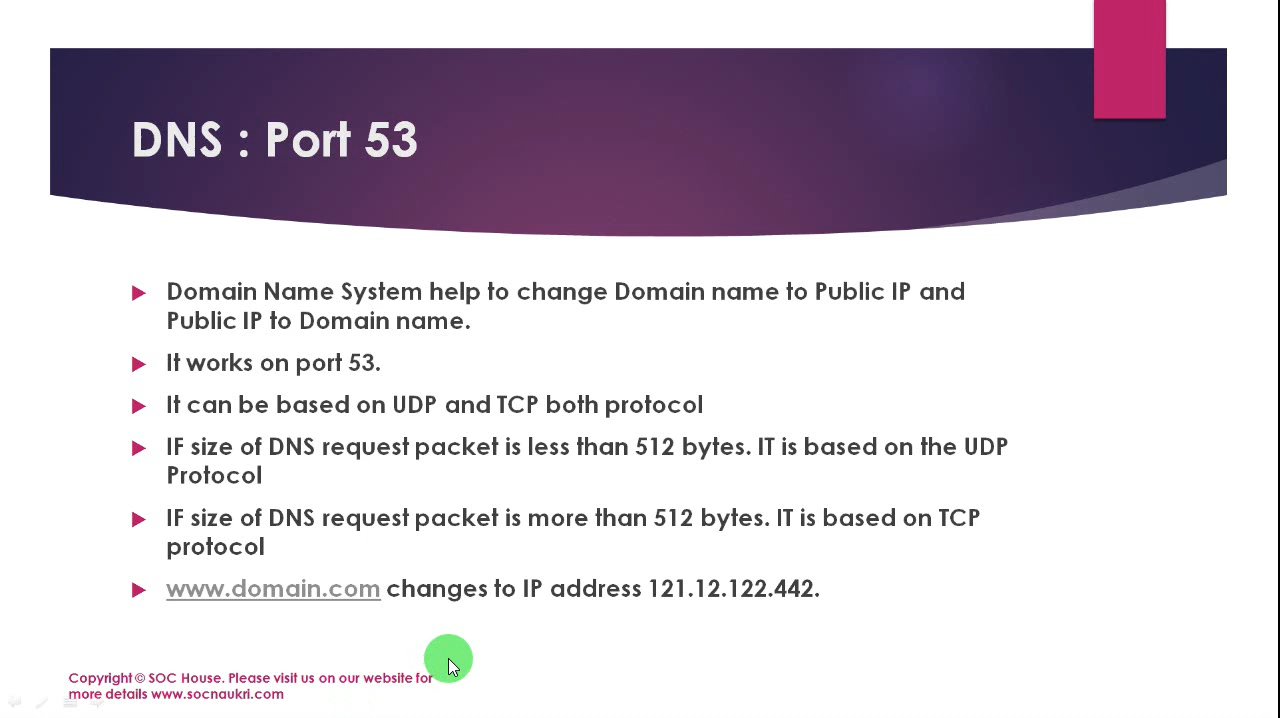 DNS : Port 53
Domain Name System help to change Domain name to Public IP and
Public IP to Domain name.
It works on port 53.
It can be based on UDP and TCP both protocol
IF size of DNS request packet is less than 512 bytes. IT is based on the UDP
Protocol
IF size of DNS request packet is more than 512 bytes. IT is based on TCP
protocol
www.domain.com changes to IP address 121.12.122.442.
Copyright © SOC House. Please visit us on our website for
more details www.socnaukri.com